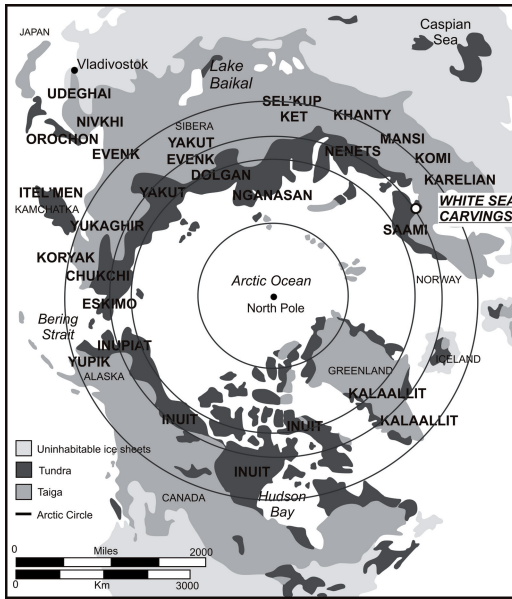 JAPAN
Caspian
Sea
Vladivostok
Lake
Baikal
UDEGHAI
SEL'KUP
KET
KHANTY
NIVKHI
SIBERA
OROCHON
YAKUT
MANSI
EVENK
EVENK
NENETS
KOMI
DOLGAN
KARELIAN
ITEL'MEN
YAKUT
NGANASAN
WHITE SEA
CARVINGS
KAMCHATKA
YUKAGHIR
SAAMI
KORYAK
CHUKCHI
Arctic Ocean
NORWAY
ESKIMO
North Pole
Bering
Strait
INUPIAT
YUPIK
ICELAND
ALASKA
GREENLAND
KALAALLIT
INUIT
INUIT
KALAALLIT
Uninhabitable ice sheets
Tundra
INUIT
Taiga
CANADA
Hudson
Bay
Arctic Circle
0 Miles 2000
0 Km 3000